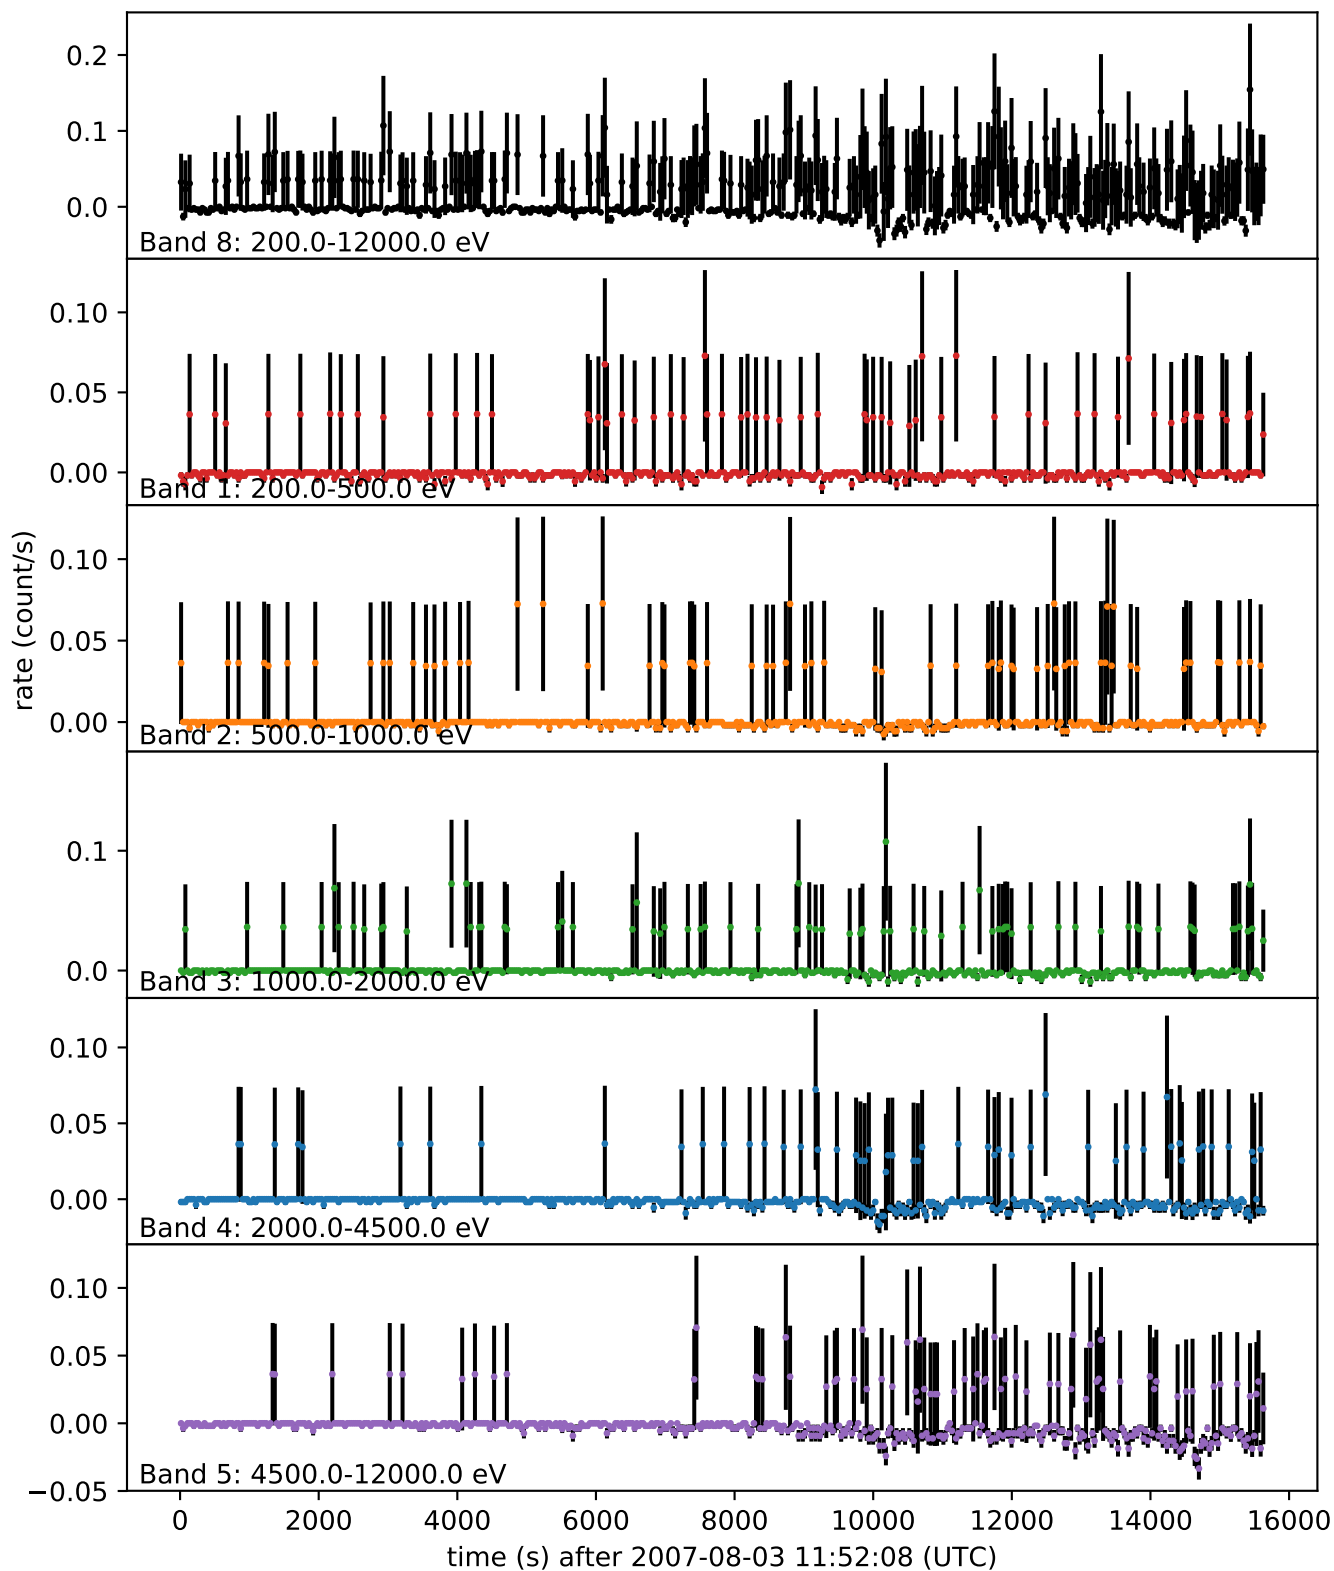 0.2
0.1
0.0
Band 8: 200.0-12000.0 eV
0.10
0.05
0.00
Band 1: 200.0-500.0 eV
rate (count/s)
0.10
0.05
0.00
Band 2: 500.0-1000.0 eV
0.1
0.0
Band 3: 1000.0-2000.0 eV
0.10
0.05
0.00
Band 4: 2000.0-4500.0 eV
0.10
0.05
0.00
−0.05
Band 5: 4500.0-12000.0 eV
0 2000 4000 6000 8000 10000 12000 14000 16000
time (s) after 2007-08-03 11:52:08 (UTC)